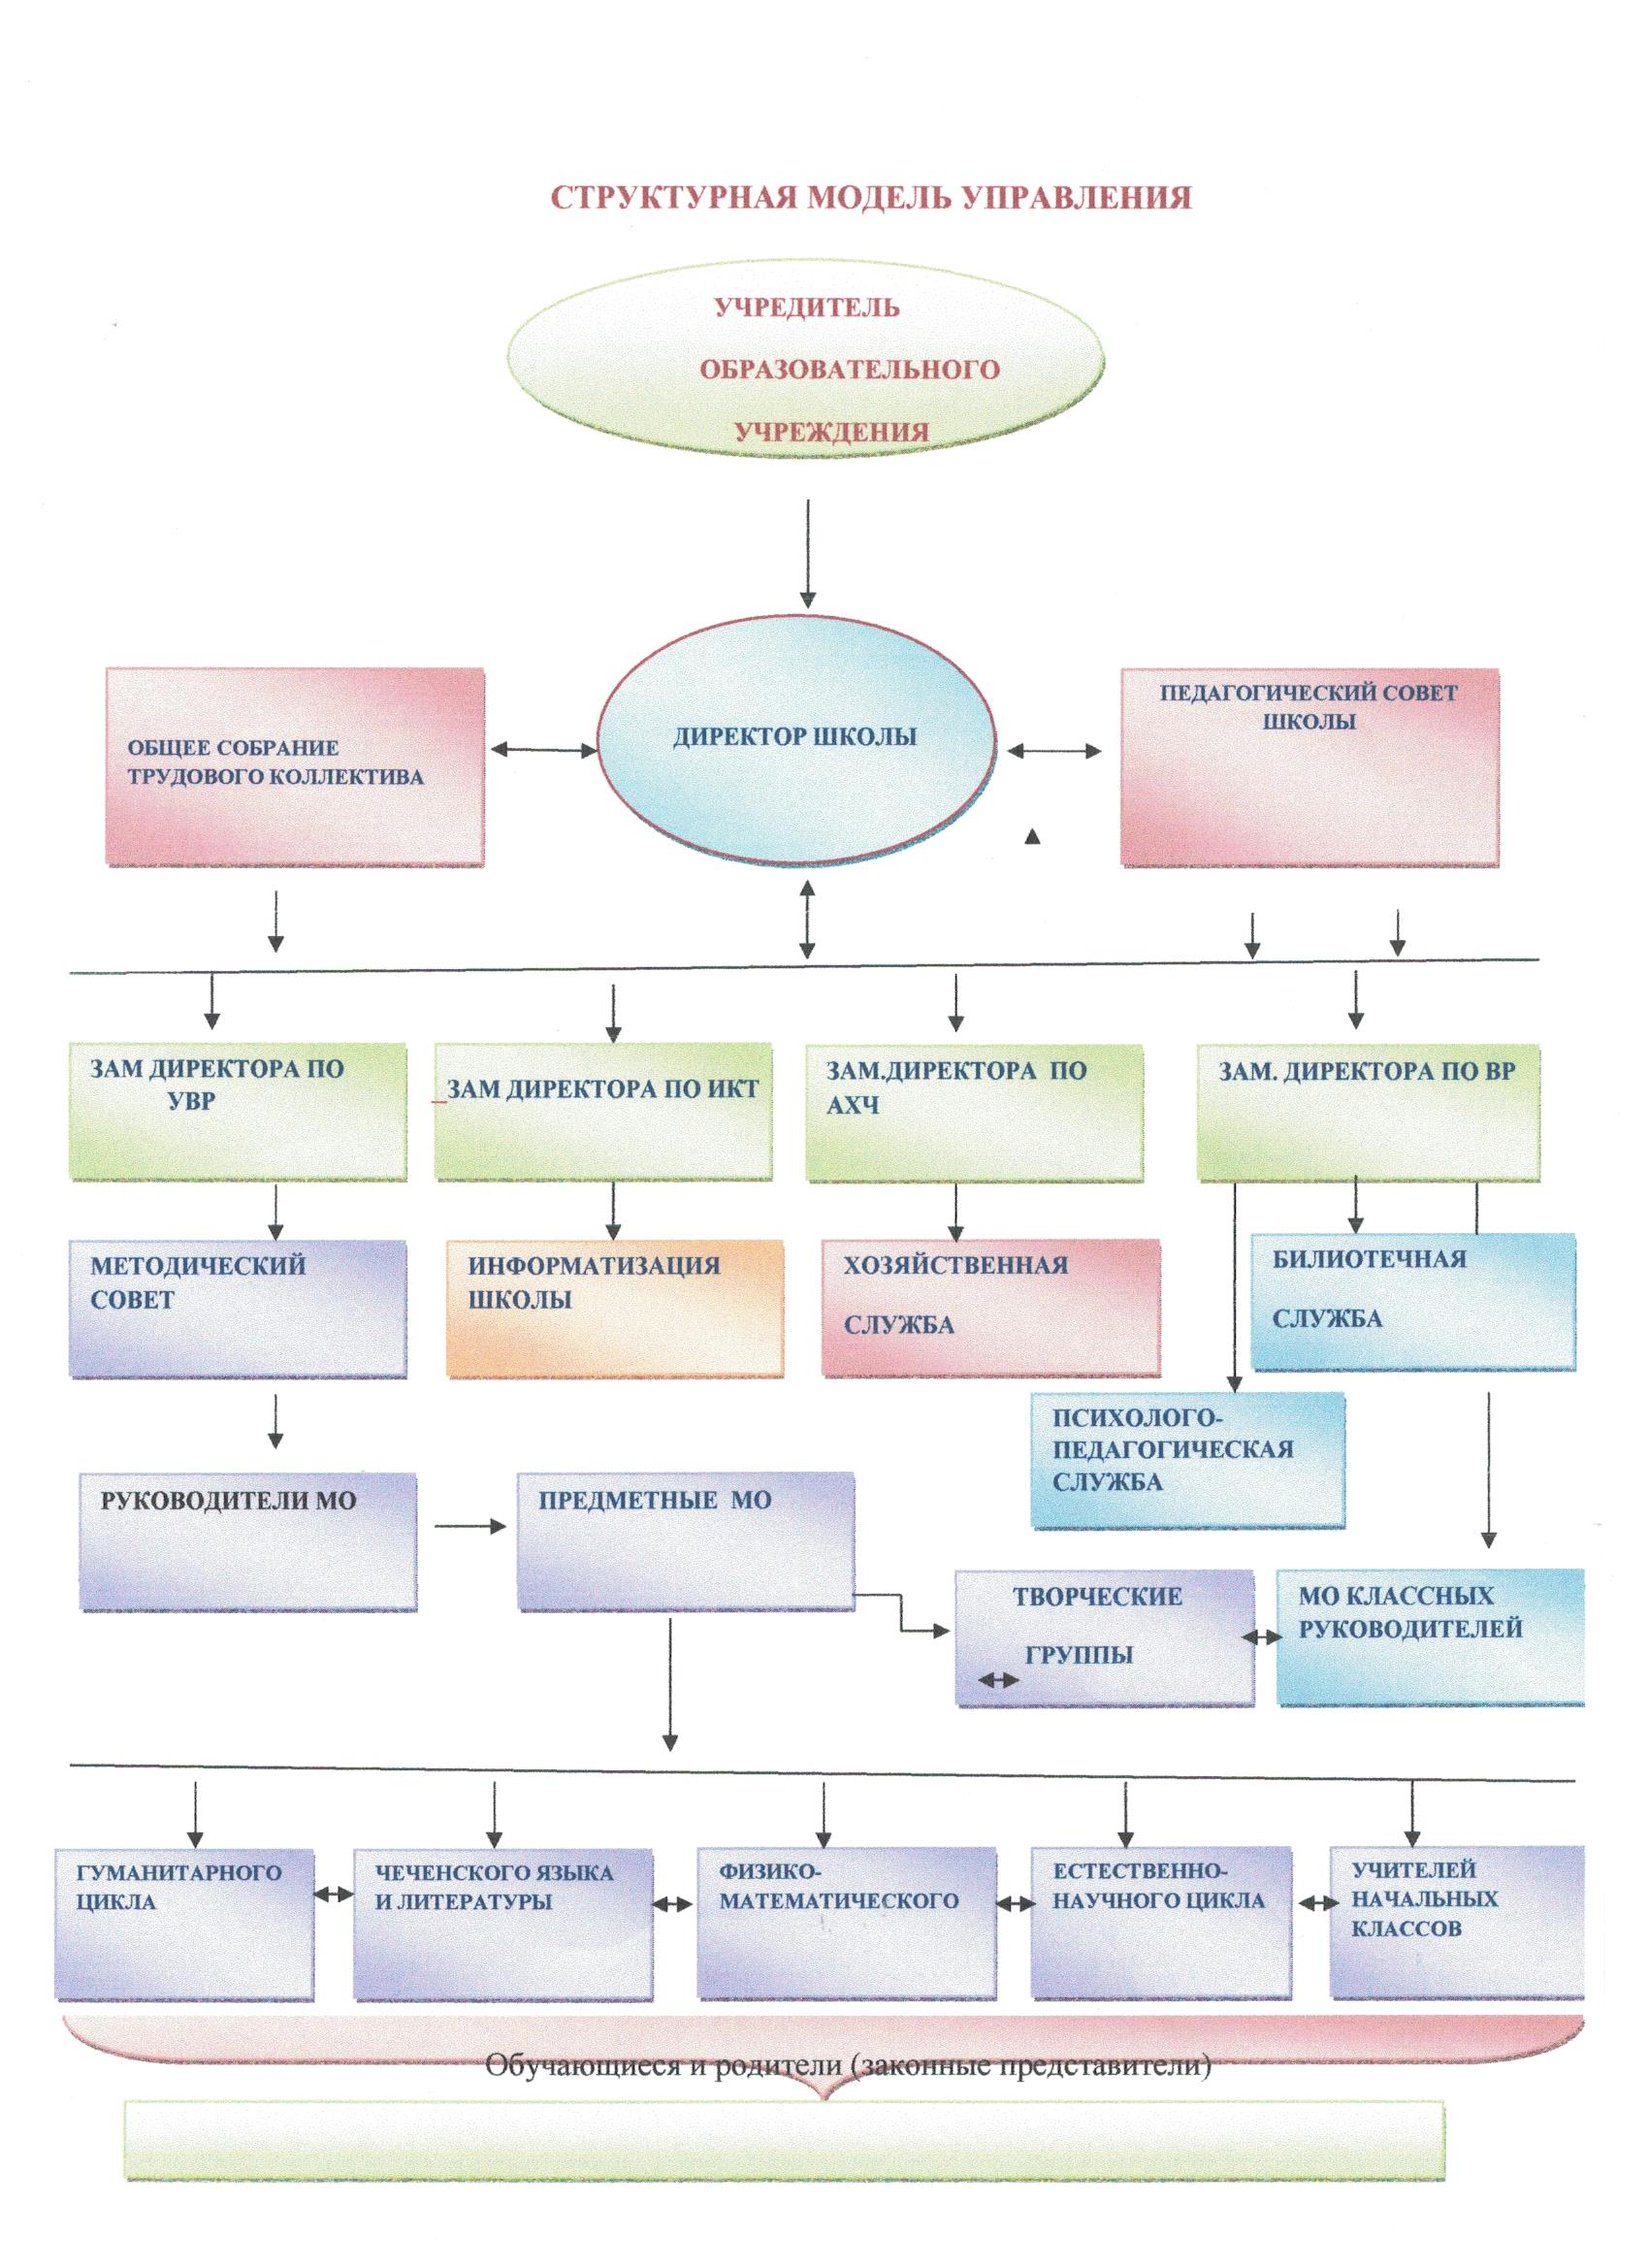 СТРУКТУРНАЯ МОДЕЛЬ УПРАВЛЕНИЯ
УЧРЕДИТЕЛЬ
ОБРАЗОВАТЕЛЬНОГО
УЧРЕЖДЕНИЯ
ОБЩЕЕ СОБРАНИЕ
ТРУДОВОГО КОЛЛЕКТИВА
ДИРЕКТОР ШКОЛЫ
ПЕДАГОГИЧЕСКИЙ СОВЕТ
ШКОЛЫ
ЗАМ ДИРЕКТОРА ПО
УВР
ЗАМ ДИРЕКТОРА ПО ИКТ
ЗАМ.ДИРЕКТОРА ПО
АХЧ
ЗАМ. ДИРЕКТОРА ПО ВР
МЕТОДИЧЕСКИЙ
СОВЕТ
ИНФОРМАТИЗАЦИЯ
ШКОЛЫ
ХОЗЯЙСТВЕННАЯ
СЛУЖБА
БИЛИОТЕЧНАЯ
СЛУЖБА
ПСИХОЛОГО-
ПЕДАГОГИЧЕСКАЯ
СЛУЖБА
РУКОВОДИТЕЛИ МО
ПРЕДМЕТНЫЕ МО
ТВОРЧЕСКИЕ
ГРУППЫ
МО КЛАССНЫХ
РУКОВОДИТЕЛЕЙ
ГУМАНИТАРНОГО
ЦИКЛА
ЧЕЧЕНСКОГО ЯЗЫКА
И ЛИТЕРАТУРЫ
ФИЗИКО-
МАТЕМАТИЧЕСКОГО
ЕСТЕСТВЕННО-
НАУЧНОГО ЦИКЛА
УЧИТЕЛЕЙ
НАЧАЛЬНЫХ
КЛАССОВ
Обучающиеся и родители (законные представители)